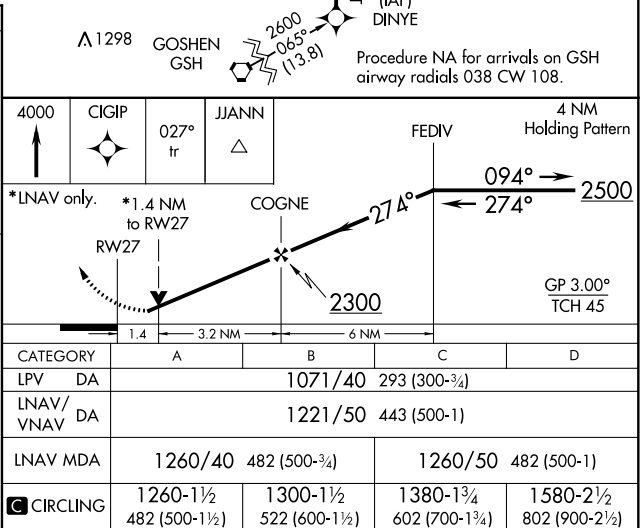 (IAF)
DINYE
1298
GOSHEN
GSH
2600
065°
(13.8)
Procedure NA for arrivals on GSH
airway radials 038 CW 108.
4000
CIGIP
027°
tr
JJANN
FEDIV
4 NM
Holding Pattern
*LNAV only.
*1.4 NM
to RW27
RW27
COGNE
274°
094°
274°
2500
2300
GP 3.00°
TCH 45
1.4
3.2 NM
6 NM
CATEGORY A B C D
LPV DA 1071/40 293 (300-¾)
LNAV/
VNAV DA 1221/50 443 (500-1)
LNAV MDA 1260/40 482 (500-¾) 1260/50 482 (500-1)
C CIRCLING 1260-1½ 1300-1½ 1380-1¾ 1580-2½
482 (500-1½) 522 (600-1½) 602 (700-1¾) 802 (900-2½)